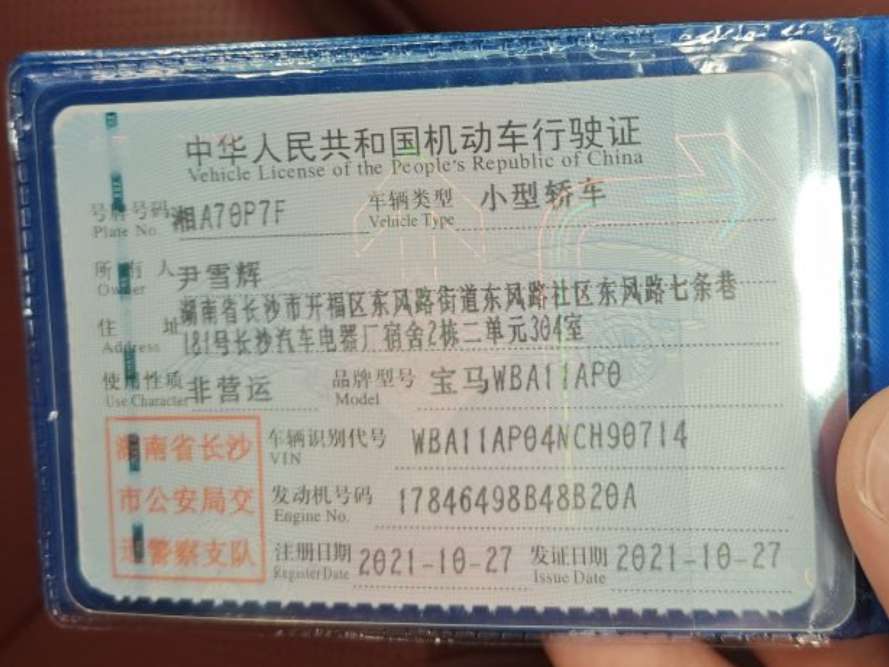 中华人民共和国机动车行驶证
Vehicle License of the People's Republic of China
号牌号码 湘A70P7F 车辆类型 小型轿车
Plate No. Vehicle Type
所有人 尹雪辉
Owner
住址 湖南省长沙市开福区东风路街道东风路社区东风路七条巷
Address 181号长沙汽车电器厂宿舍2栋二单元304室
使用性质 非营运 品牌型号 宝马WBA11AP0
Use Character Model
湖南省长沙 车辆识别代号 WBA11AP04NCH90714
VIN
市公安局交 发动机号码 17846498B48B20A
Engine No.
通警察支队 注册日期 2021-10-27 发证日期 2021-10-27
Register Date Issue Date